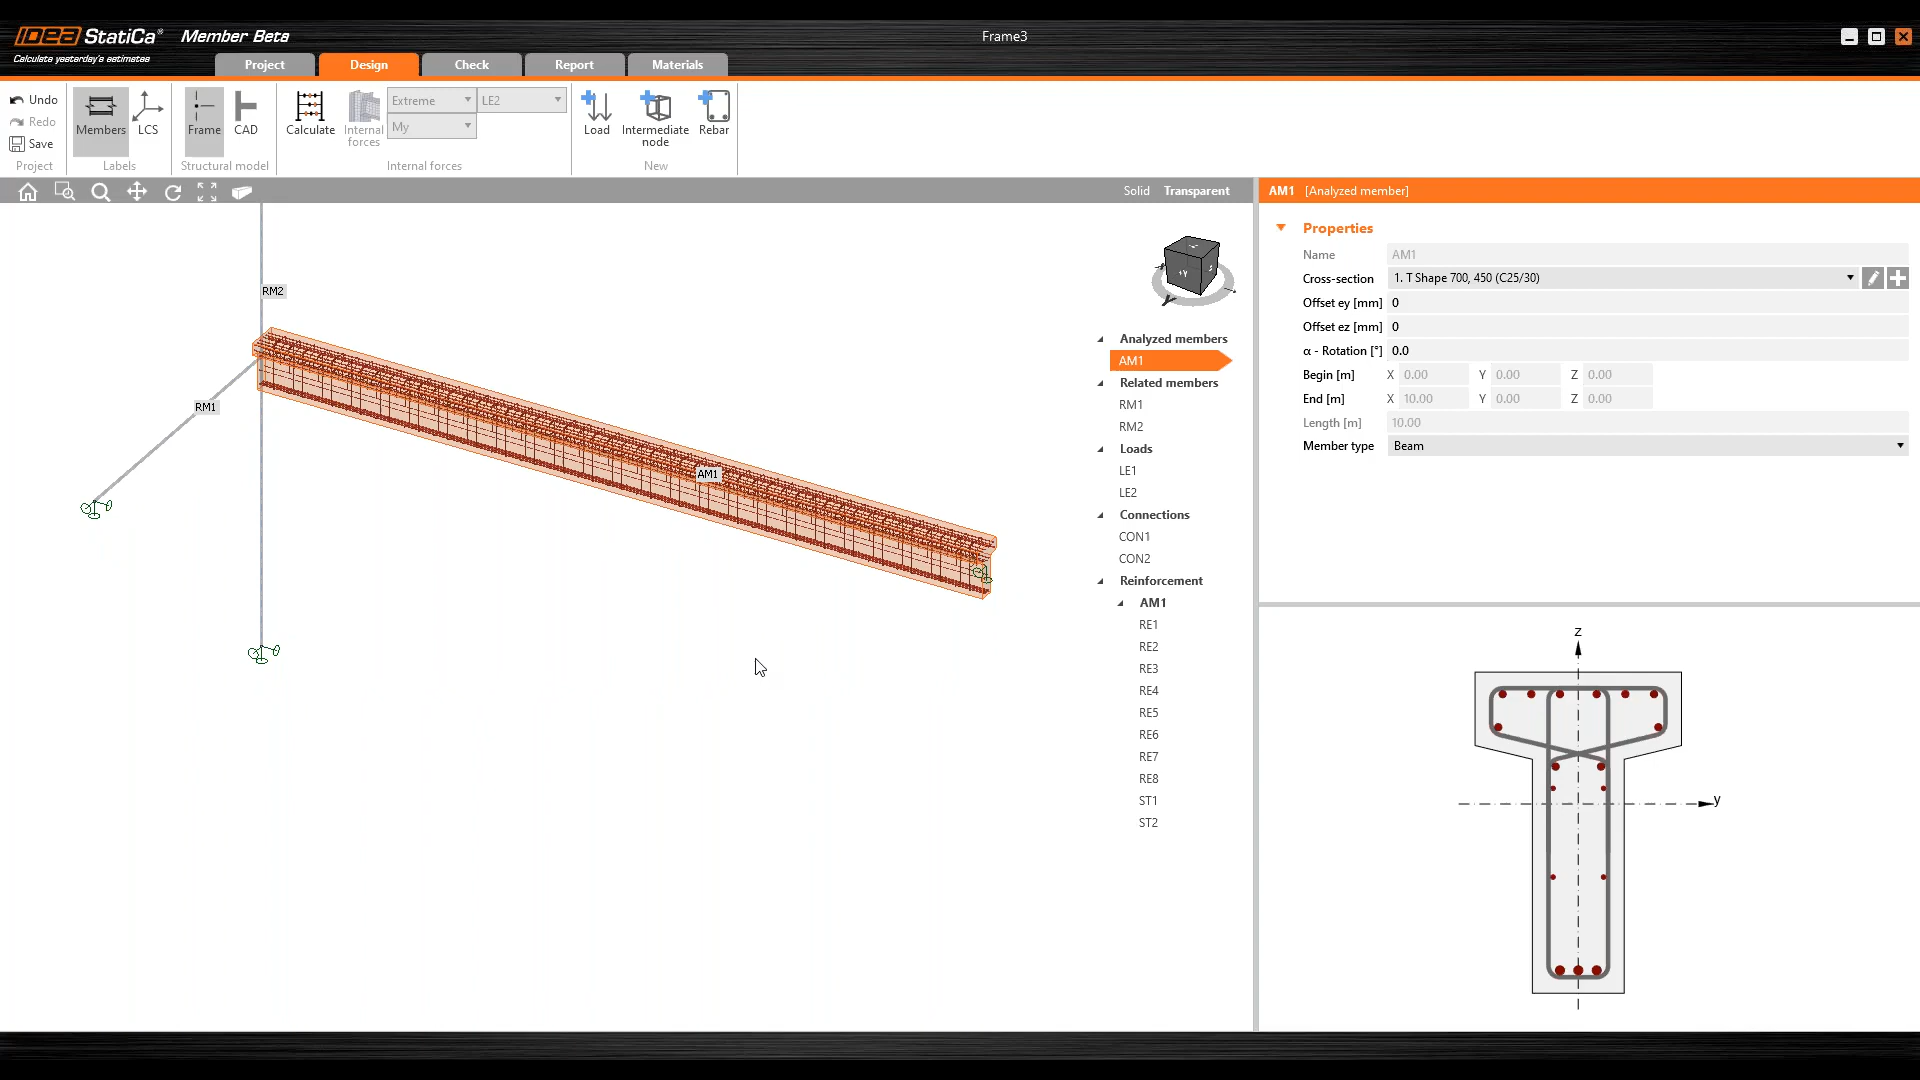 IDEA StatiCa® Member Beta
Calculate yesterday's estimates
Frame3
Project Design Check Report Materials
Undo
Redo
Save
Project
Members LCS
Labels
Frame CAD
Structural model
Calculate Internal forces
Extreme LE2
My
Internal forces
Load Intermediate node Rebar
New
Solid Transparent
AM1 [Analyzed member]
RM2
RM1
AM1
+Y
Analyzed members
AM1
Related members
RM1
RM2
Loads
LE1
LE2
Connections
CON1
CON2
Reinforcement
AM1
RE1
RE2
RE3
RE4
RE5
RE6
RE7
RE8
ST1
ST2
Properties
Name AM1
Cross-section 1. T Shape 700, 450 (C25/30)
Offset ey [mm] 0
Offset ez [mm] 0
α - Rotation [°] 0.0
Begin [m] X 0.00 Y 0.00 Z 0.00
End [m] X 10.00 Y 0.00 Z 0.00
Length [m] 10.00
Member type Beam
z
y